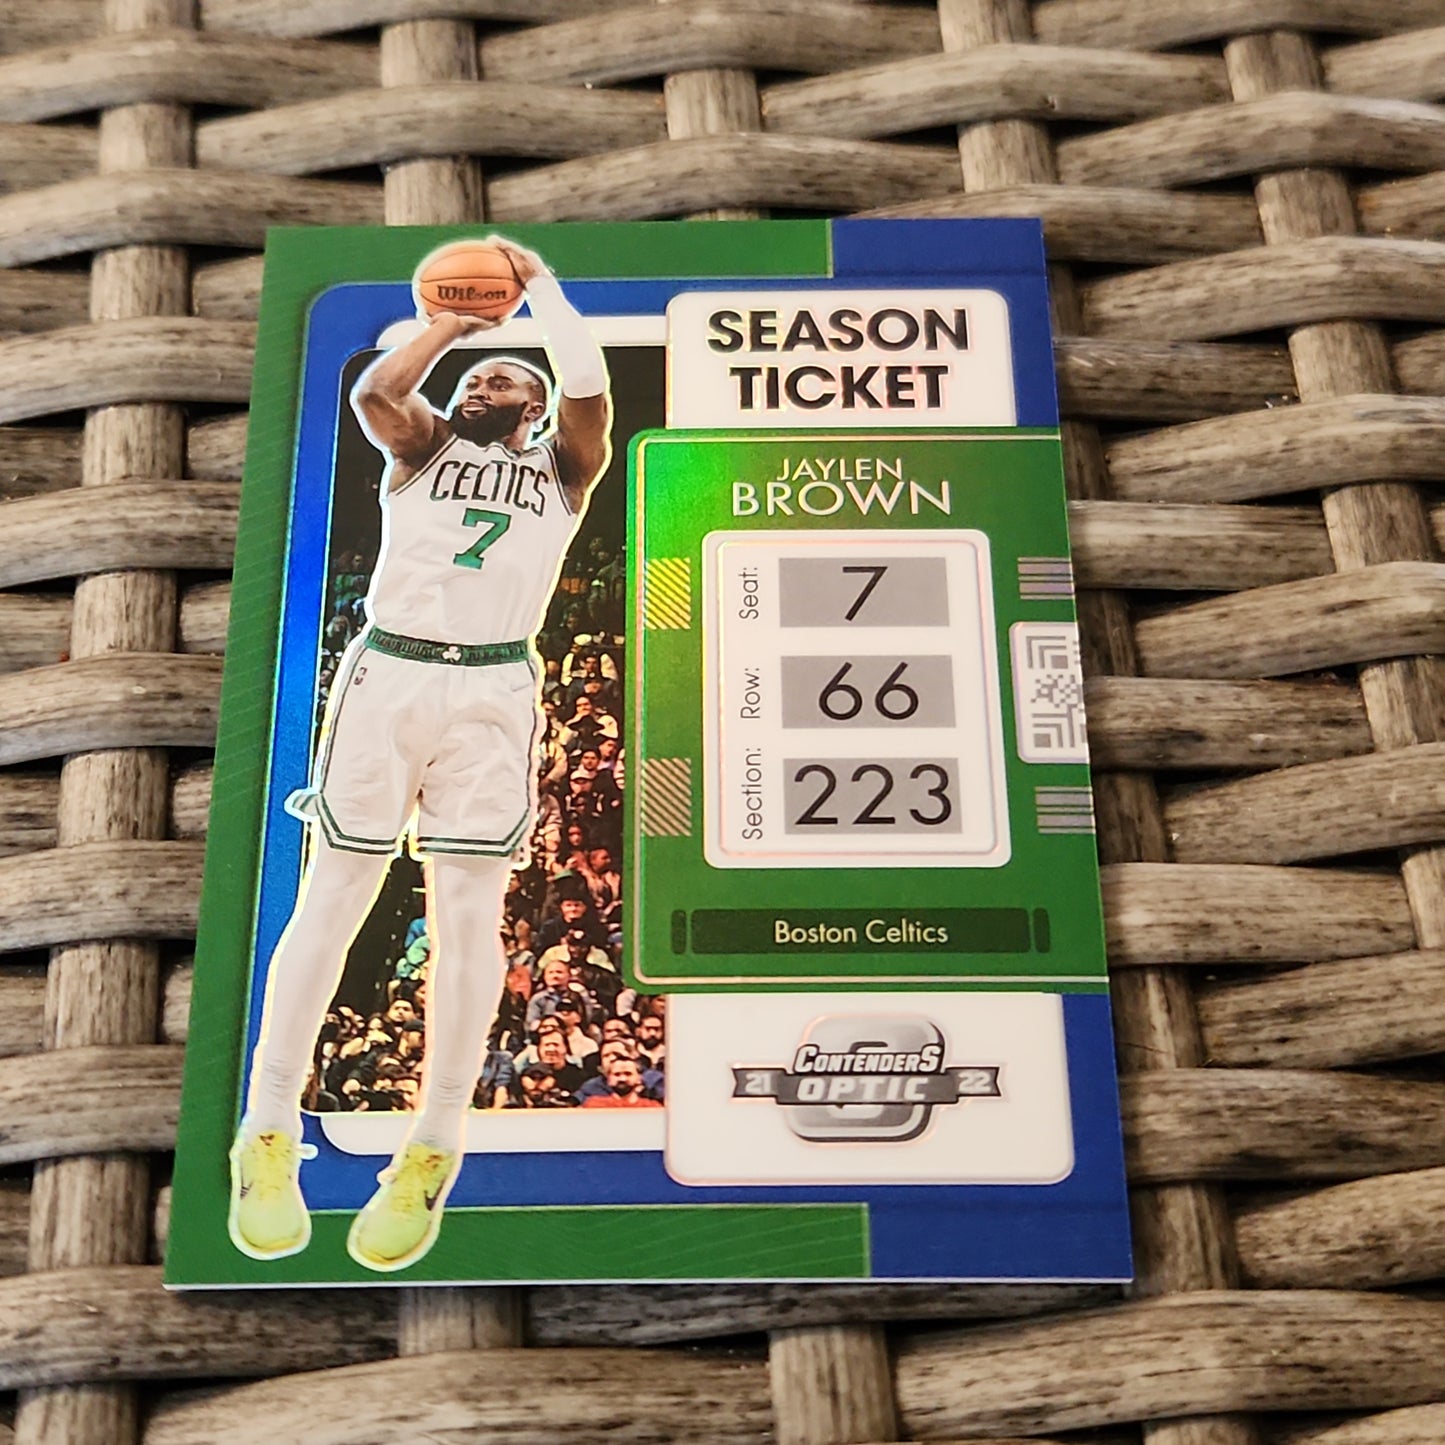 Wilson
CELTICS
7
SEASON
TICKET
JAYLEN
BROWN
Seat: 7
Row: 66
Section: 223
Boston Celtics
CONTENDERS
21 OPTIC 22